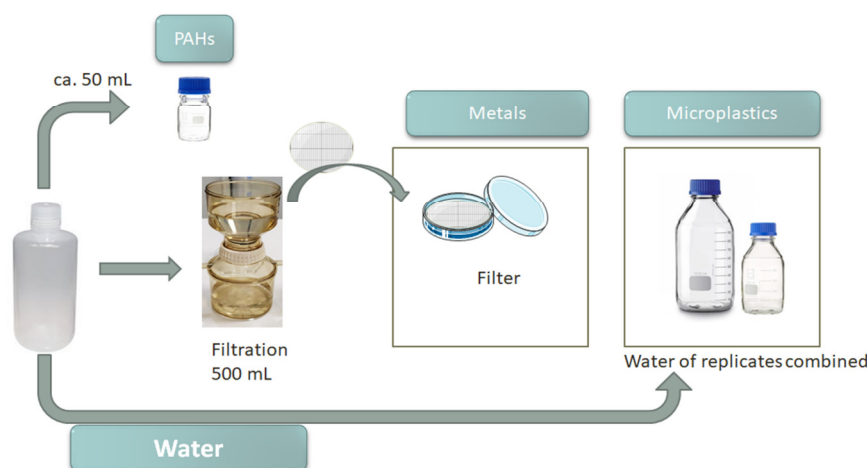 PAHs
ca. 50 mL
Metals
Microplastics
Filter
Filtration
500 mL
Water of replicates combined
Water